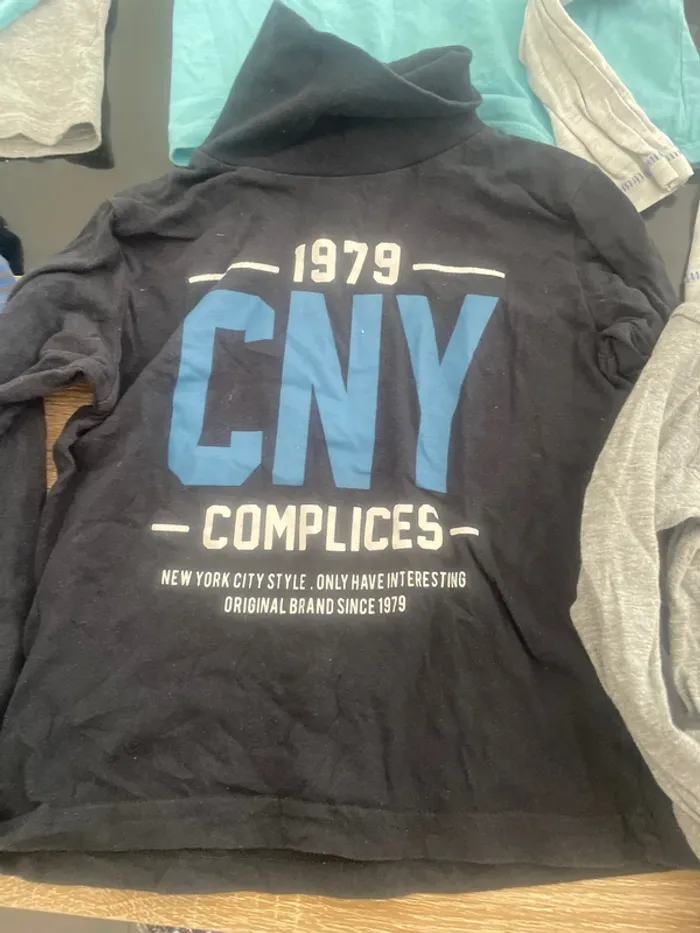 1979
CNY
COMPLICES
NEW YORK CITY STYLE . ONLY HAVE INTERESTING
ORIGINAL BRAND SINCE 1979